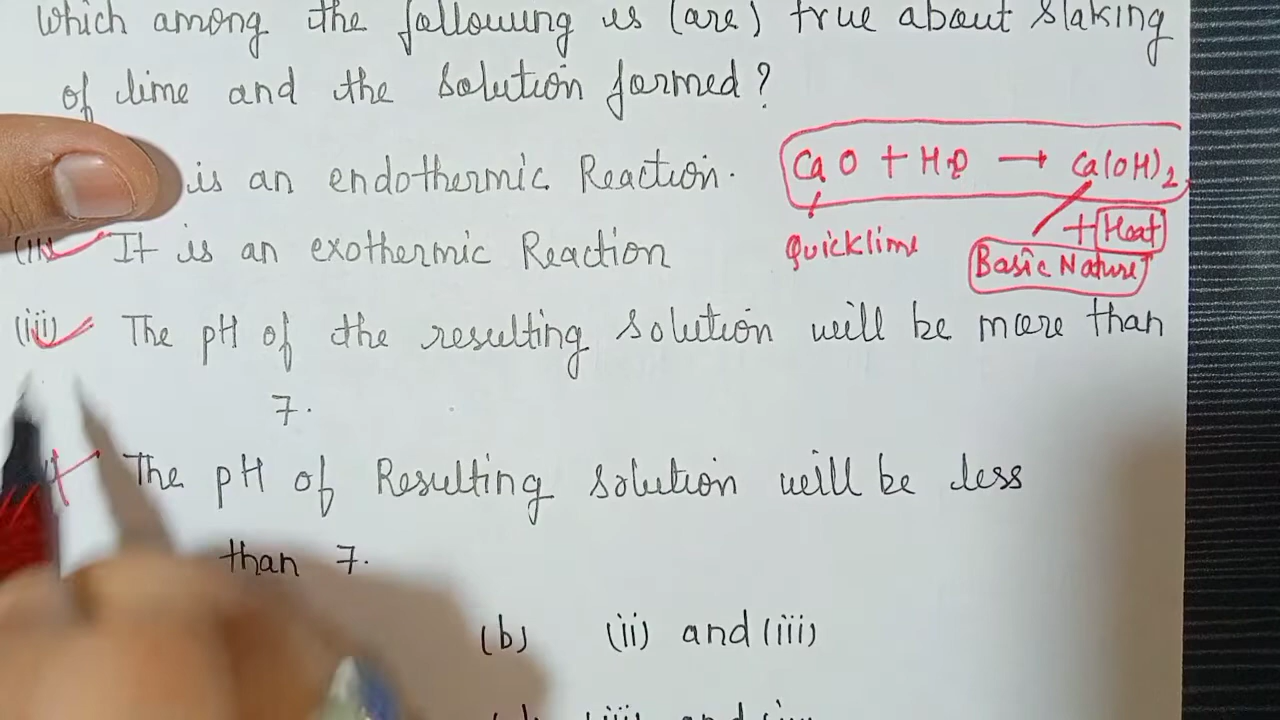 which among the following is (are) true about slaking
of lime and the solution formed?
is an endothermic Reaction.
CaO + H2O → Ca(OH)2
+ Heat
Quicklime
Basic Nature
(ii) It is an exothermic Reaction
(iii) The pH of the resulting solution will be more than
7.
The pH of Resulting solution will be less
than 7.
(b) (ii) and (iii)